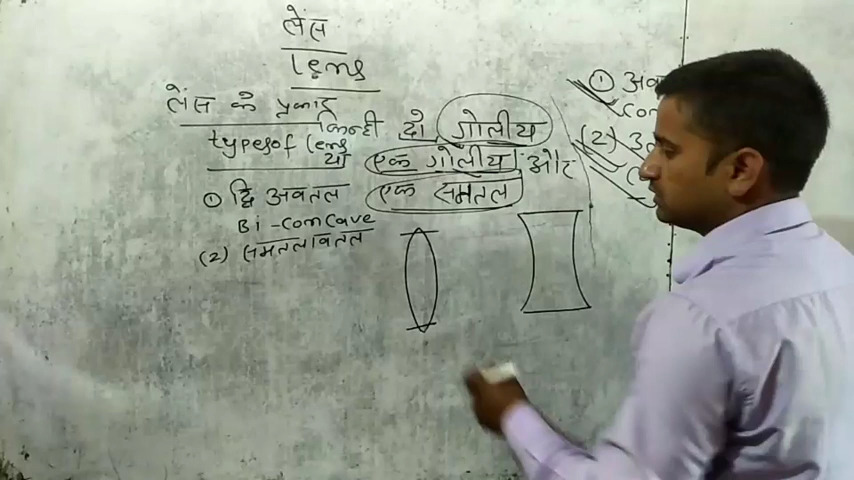 लेंस
lens
लेंस के प्रकार
types of lens
किन्ही दो गोलीय
या एक गोलीय और
एक समतल
① द्वि अवतल
Bi-Concave
(2) समतलावतल
① अव
Con
(2)